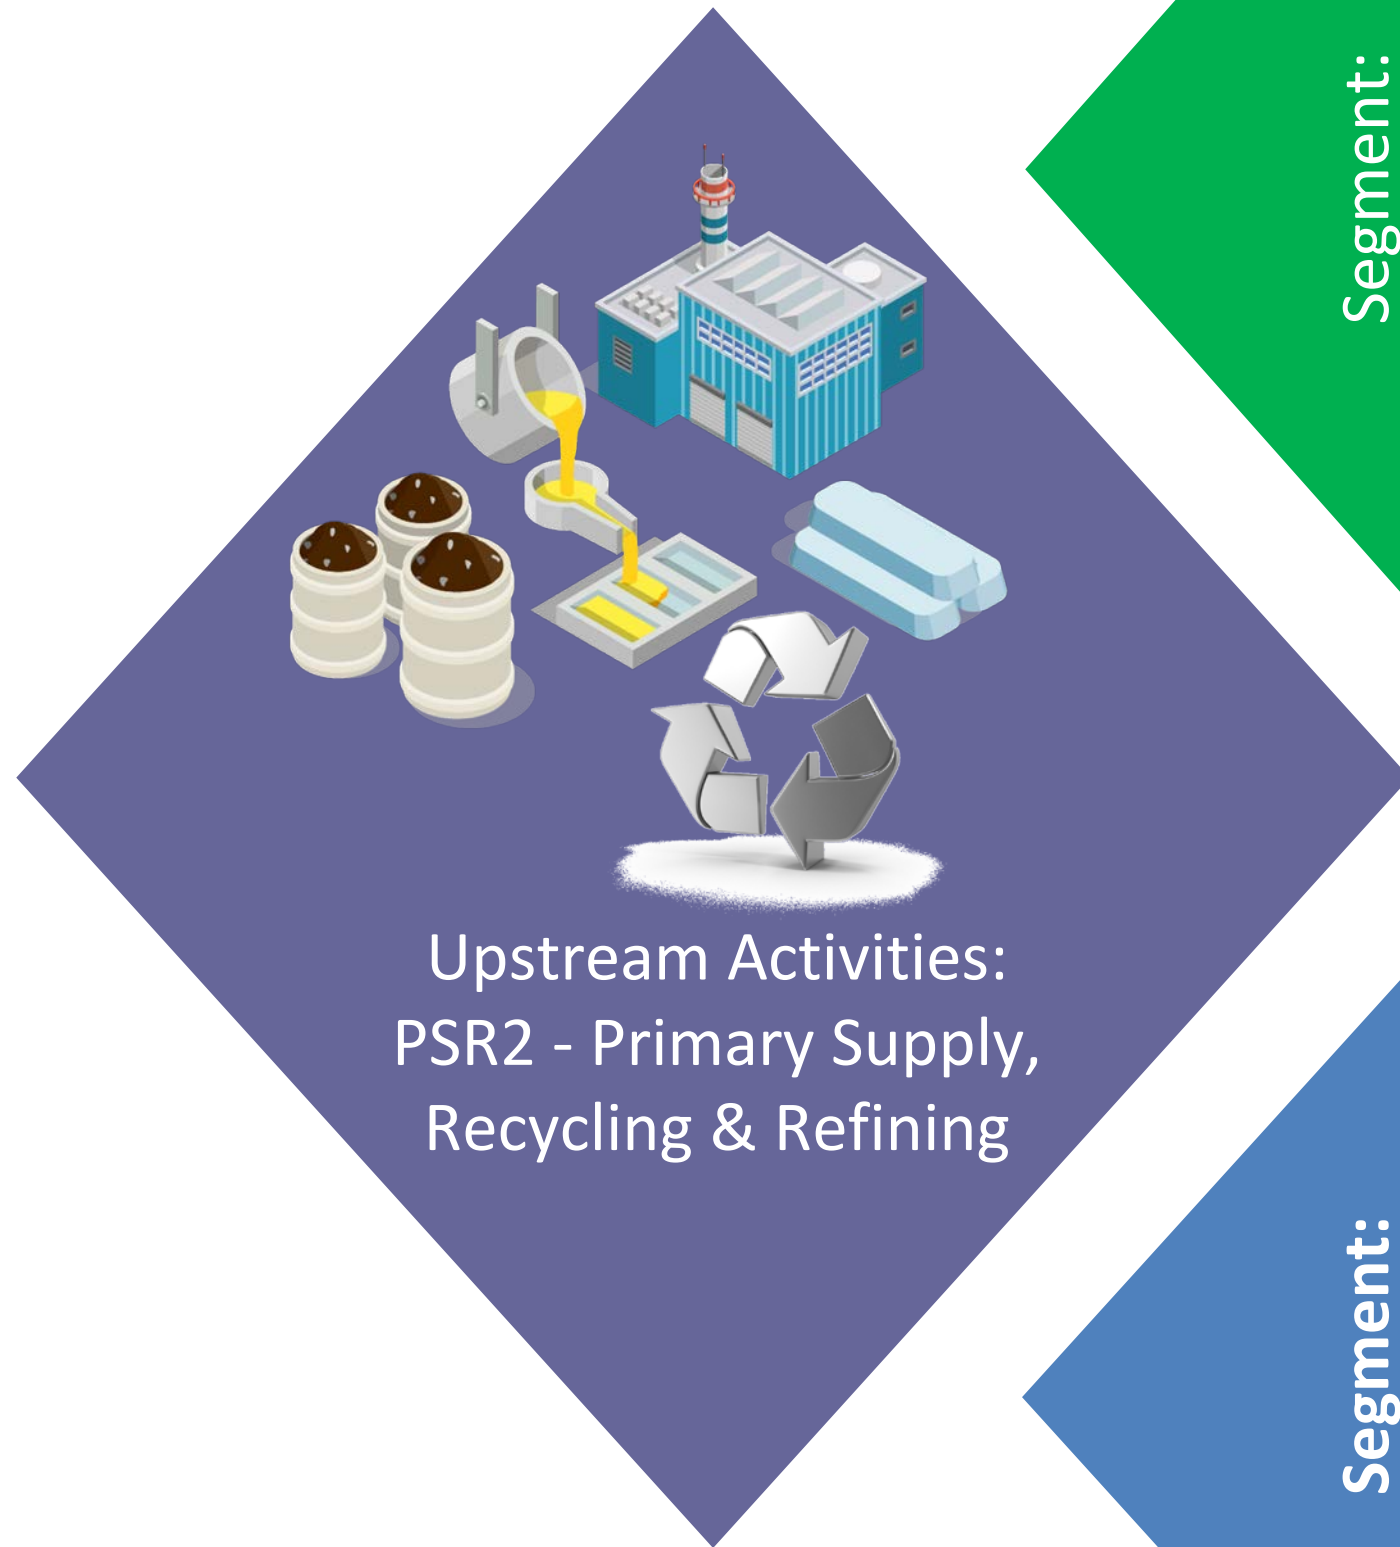 Upstream Activities:
PSR2 - Primary Supply,
Recycling & Refining
Segment:
Segment: